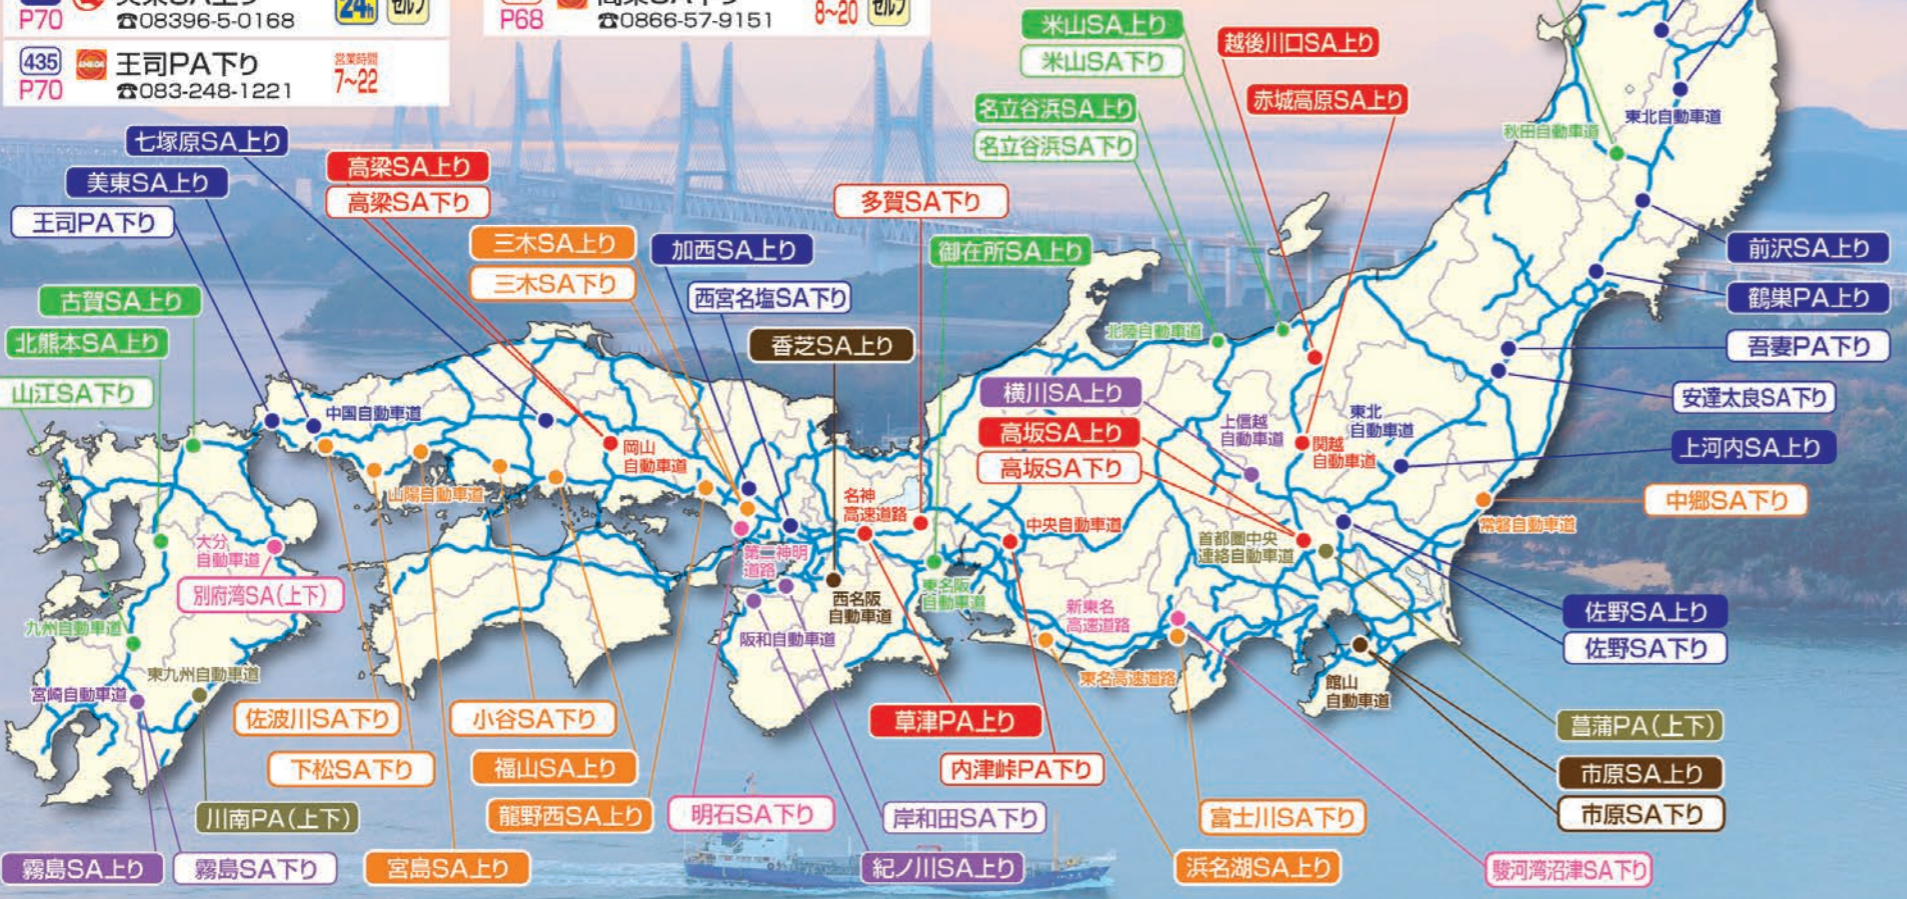 P70
美東SA上り
☎08396-5-0168
24h
セルフ
P68
高梁SA下り
☎0866-57-9151
8~20
セルフ
435
P70
王司PA下り
☎083-248-1221
営業時間
7~22
米山SA上り
米山SA下り
越後川口SA上り
赤城高原SA上り
名立谷浜SA上り
名立谷浜SA下り
秋田自動車道
東北自動車道
七塚原SA上り
美東SA上り
王司PA下り
高梁SA上り
高梁SA下り
多賀SA下り
三木SA上り
三木SA下り
加西SA上り
西宮名塩SA下り
御在所SA上り
香芝SA上り
前沢SA上り
鶴巣PA上り
吾妻PA下り
安達太良SA下り
上河内SA上り
中郷SA下り
古賀SA上り
北熊本SA上り
山江SA下り
北陸自動車道
横川SA上り
高坂SA上り
高坂SA下り
上信越
自動車道
東北
自動車道
関越
自動車道
中国自動車道
岡山
自動車道
山陽自動車道
名神
高速道路
中央自動車道
首都圏中央
連絡自動車道
常磐自動車道
大分
自動車道
別府湾SA(上下)
第二神明
道路
西名阪
自動車道
東名阪
自動車道
阪和自動車道
新東名
高速道路
東名高速道路
館山
自動車道
九州自動車道
東九州自動車道
宮崎自動車道
佐野SA上り
佐野SA下り
菖蒲PA(上下)
市原SA上り
市原SA下り
佐波川SA下り
小谷SA下り
草津PA上り
下松SA下り
福山SA上り
内津峠PA下り
川南PA(上下)
龍野西SA上り
明石SA下り
岸和田SA下り
富士川SA下り
霧島SA上り
霧島SA下り
宮島SA上り
紀ノ川SA上り
浜名湖SA上り
駿河湾沼津SA下り